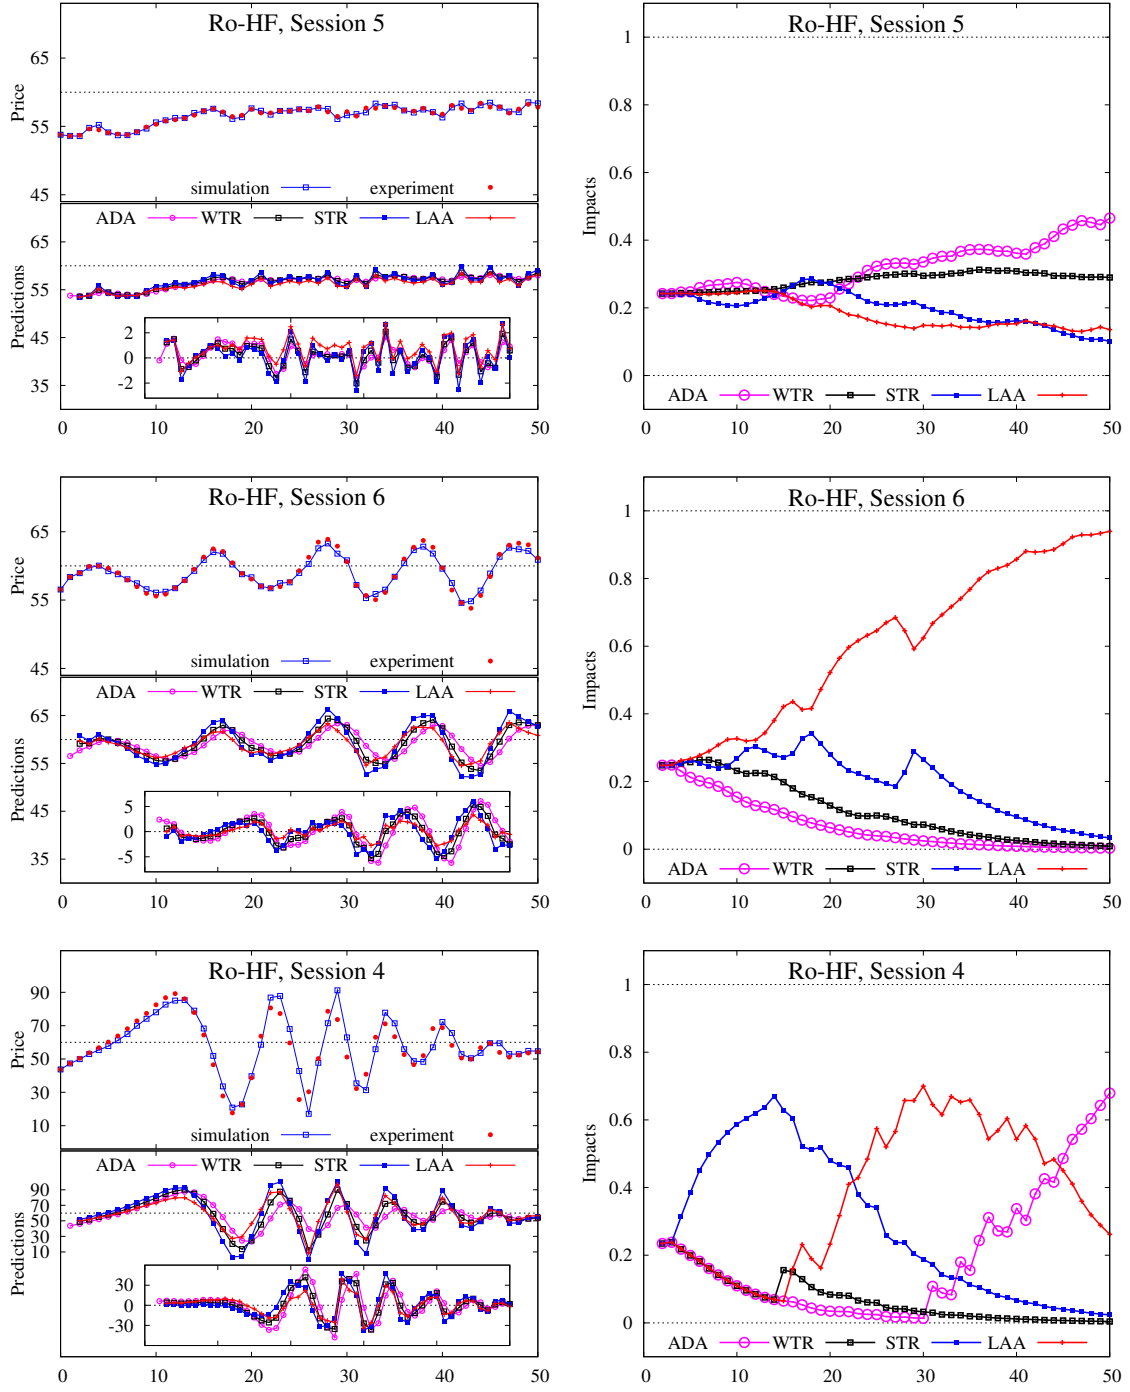 Ro-HF, Session 5
65
55
45
Price
simulation experiment
ADA WTR STR LAA
65
55
45
35
Predictions
2
0
-2
0 10 20 30 40 50
Ro-HF, Session 5
1
0.8
0.6
0.4
0.2
0
Impacts
ADA WTR STR LAA
0 10 20 30 40 50
Ro-HF, Session 6
65
55
45
Price
simulation experiment
ADA WTR STR LAA
65
55
45
35
Predictions
5
0
-5
0 10 20 30 40 50
Ro-HF, Session 6
1
0.8
0.6
0.4
0.2
0
Impacts
ADA WTR STR LAA
0 10 20 30 40 50
Ro-HF, Session 4
90
70
50
30
10
Price
simulation experiment
ADA WTR STR LAA
90
70
50
30
10
Predictions
30
0
-30
0 10 20 30 40 50
Ro-HF, Session 4
1
0.8
0.6
0.4
0.2
0
Impacts
ADA WTR STR LAA
0 10 20 30 40 50